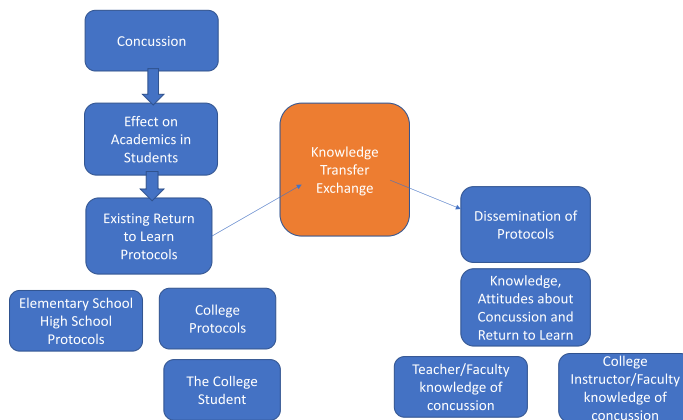 Concussion
Effect on
Academics in
Students
Existing Return
to Learn
Protocols
Elementary School
High School
Protocols
College
Protocols
The College
Student
Knowledge
Transfer
Exchange
Dissemination of
Protocols
Knowledge,
Attitudes about
Concussion and
Return to Learn
Teacher/Faculty
knowledge of
concussion
College
Instructor/Faculty
knowledge of
concussion